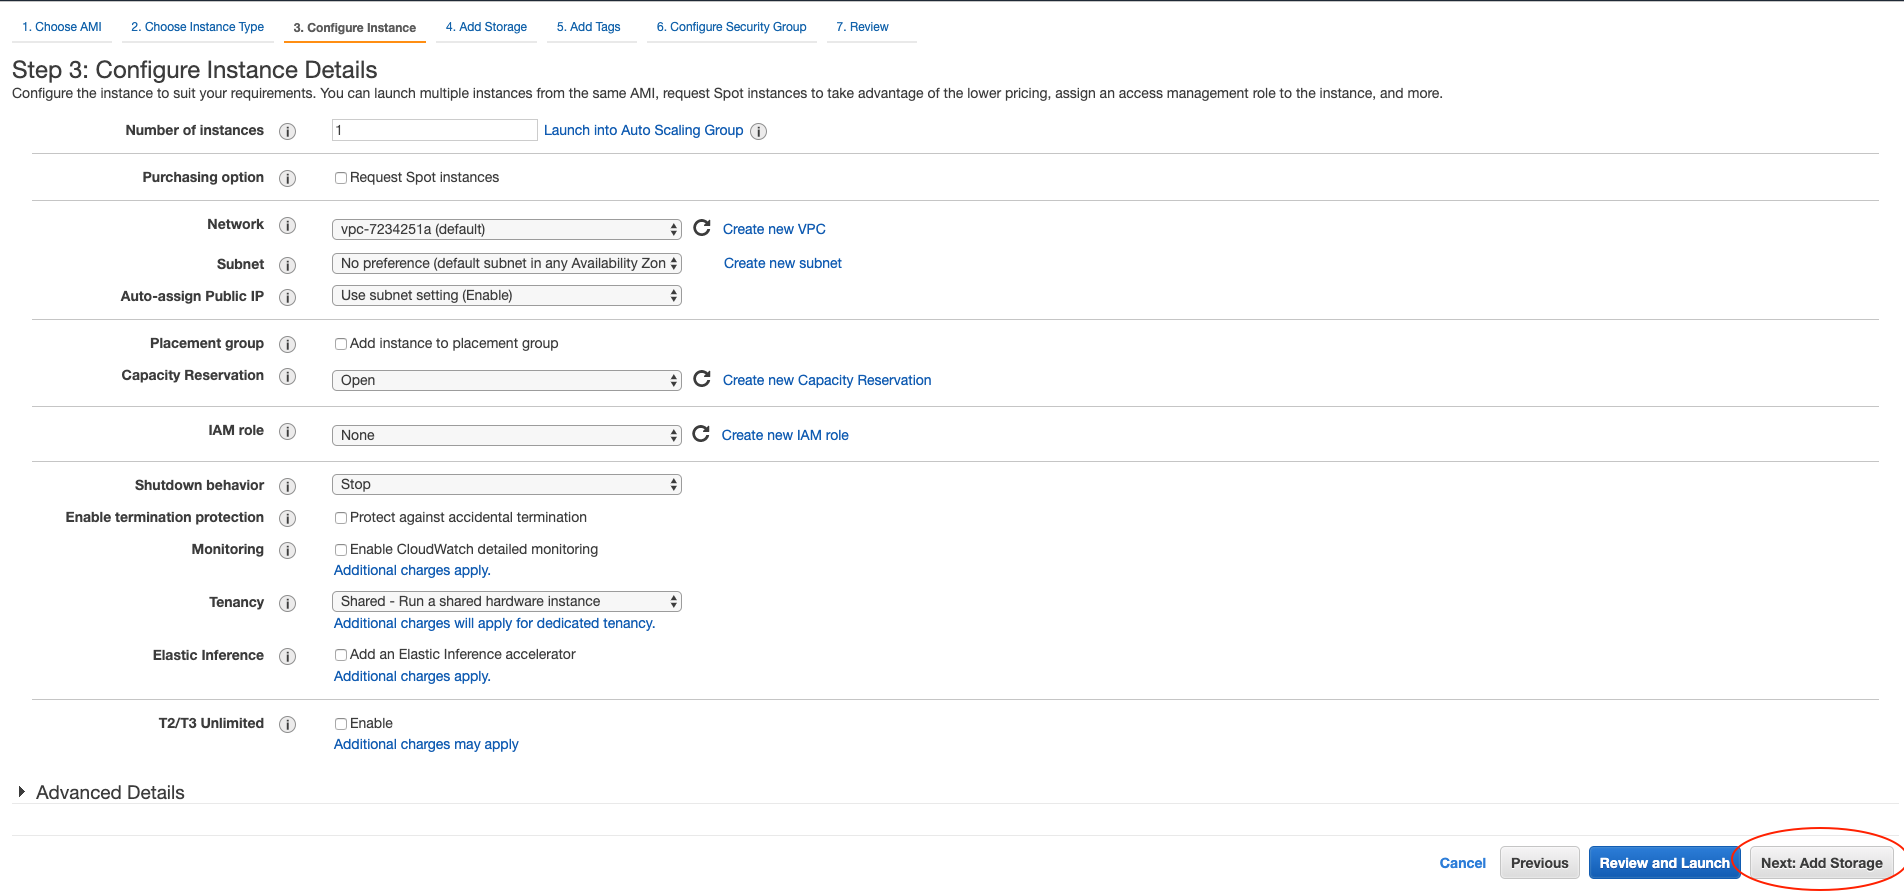 1. Choose AMI 2. Choose Instance Type 3. Configure Instance 4. Add Storage 5. Add Tags 6. Configure Security Group 7. Review
Step 3: Configure Instance Details
Configure the instance to suit your requirements. You can launch multiple instances from the same AMI, request Spot instances to take advantage of the lower pricing, assign an access management role to the instance, and more.
Number of instances i 1 Launch into Auto Scaling Group i
Purchasing option i Request Spot instances
Network i vpc-7234251a (default) Create new VPC
Subnet i No preference (default subnet in any Availability Zon Create new subnet
Auto-assign Public IP i Use subnet setting (Enable)
Placement group i Add instance to placement group
Capacity Reservation i Open Create new Capacity Reservation
IAM role i None Create new IAM role
Shutdown behavior i Stop
Enable termination protection i Protect against accidental termination
Monitoring i Enable CloudWatch detailed monitoring
Additional charges apply.
Tenancy i Shared - Run a shared hardware instance
Additional charges will apply for dedicated tenancy.
Elastic Inference i Add an Elastic Inference accelerator
Additional charges apply.
T2/T3 Unlimited i Enable
Additional charges may apply
Advanced Details
Cancel Previous Review and Launch Next: Add Storage